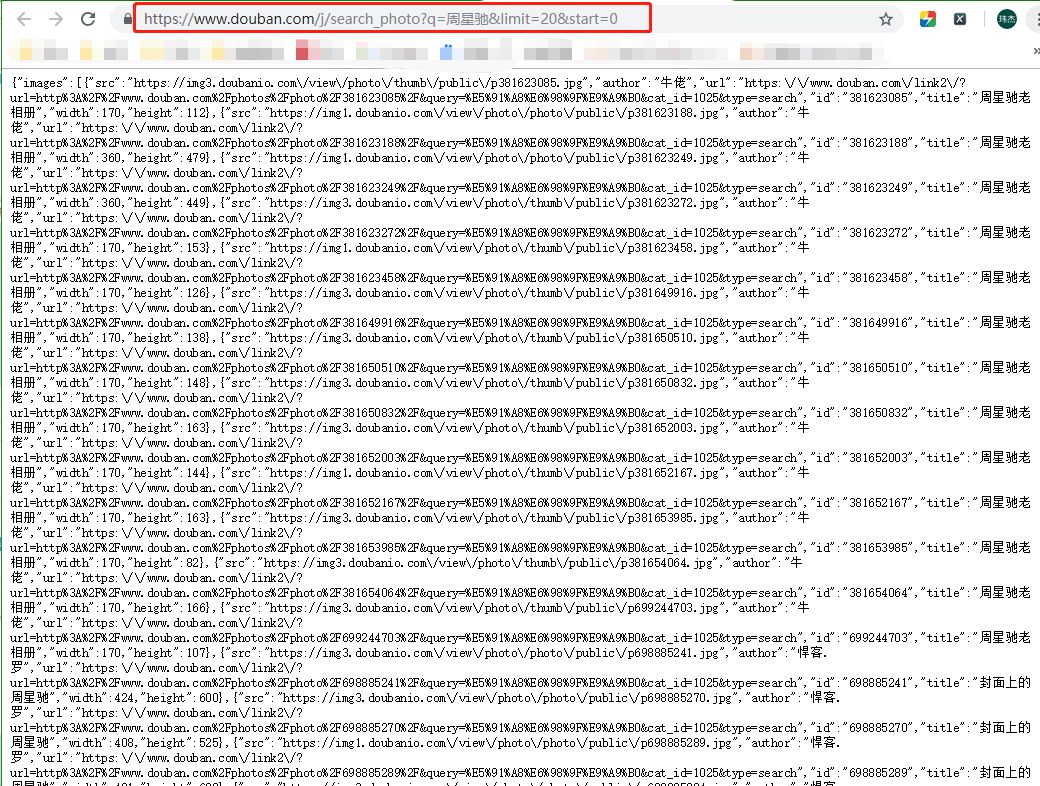 https://www.douban.com/j/search_photo?q=周星驰&limit=20&start=0
{"images":[{"src":"https://img3.doubanio.com\/view\/photo\/thumb\/public\/p381623085.jpg","author":"牛佬","url":"https:\/\/www.douban.com\/link2\/?
url=http%3A%2F%2Fwww.douban.com%2Fphotos%2Fphoto%2F381623085%2F&query=%E5%91%A8%E6%98%9F%E9%A9%B0&cat_id=1025&type=search","id":"381623085","title":"周星驰老
相册","width":170,"height":112},{"src":"https://img1.doubanio.com\/view\/photo\/photo\/public\/p381623188.jpg","author":"牛
佬","url":"https:\/\/www.douban.com\/link2\/?
url=http%3A%2F%2Fwww.douban.com%2Fphotos%2Fphoto%2F381623188%2F&query=%E5%91%A8%E6%98%9F%E9%A9%B0&cat_id=1025&type=search","id":"381623188","title":"周星驰老
相册","width":360,"height":479},{"src":"https://img1.doubanio.com\/view\/photo\/photo\/public\/p381623249.jpg","author":"牛
佬","url":"https:\/\/www.douban.com\/link2\/?
url=http%3A%2F%2Fwww.douban.com%2Fphotos%2Fphoto%2F381623249%2F&query=%E5%91%A8%E6%98%9F%E9%A9%B0&cat_id=1025&type=search","id":"381623249","title":"周星驰老
相册","width":360,"height":449},{"src":"https://img3.doubanio.com\/view\/photo\/thumb\/public\/p381623272.jpg","author":"牛
佬","url":"https:\/\/www.douban.com\/link2\/?
url=http%3A%2F%2Fwww.douban.com%2Fphotos%2Fphoto%2F381623272%2F&query=%E5%91%A8%E6%98%9F%E9%A9%B0&cat_id=1025&type=search","id":"381623272","title":"周星驰老
相册","width":170,"height":153},{"src":"https://img1.doubanio.com\/view\/photo\/thumb\/public\/p381623458.jpg","author":"牛
佬","url":"https:\/\/www.douban.com\/link2\/?
url=http%3A%2F%2Fwww.douban.com%2Fphotos%2Fphoto%2F381623458%2F&query=%E5%91%A8%E6%98%9F%E9%A9%B0&cat_id=1025&type=search","id":"381623458","title":"周星驰老
相册","width":170,"height":126},{"src":"https://img3.doubanio.com\/view\/photo\/thumb\/public\/p381649916.jpg","author":"牛
佬","url":"https:\/\/www.douban.com\/link2\/?
url=http%3A%2F%2Fwww.douban.com%2Fphotos%2Fphoto%2F381649916%2F&query=%E5%91%A8%E6%98%9F%E9%A9%B0&cat_id=1025&type=search","id":"381649916","title":"周星驰老
相册","width":170,"height":138},{"src":"https://img3.doubanio.com\/view\/photo\/thumb\/public\/p381650510.jpg","author":"牛
佬","url":"https:\/\/www.douban.com\/link2\/?
url=http%3A%2F%2Fwww.douban.com%2Fphotos%2Fphoto%2F381650510%2F&query=%E5%91%A8%E6%98%9F%E9%A9%B0&cat_id=1025&type=search","id":"381650510","title":"周星驰老
相册","width":170,"height":148},{"src":"https://img3.doubanio.com\/view\/photo\/thumb\/public\/p381650832.jpg","author":"牛
佬","url":"https:\/\/www.douban.com\/link2\/?
url=http%3A%2F%2Fwww.douban.com%2Fphotos%2Fphoto%2F381650832%2F&query=%E5%91%A8%E6%98%9F%E9%A9%B0&cat_id=1025&type=search","id":"381650832","title":"周星驰老
相册","width":170,"height":163},{"src":"https://img3.doubanio.com\/view\/photo\/thumb\/public\/p381652003.jpg","author":"牛
佬","url":"https:\/\/www.douban.com\/link2\/?
url=http%3A%2F%2Fwww.douban.com%2Fphotos%2Fphoto%2F381652003%2F&query=%E5%91%A8%E6%98%9F%E9%A9%B0&cat_id=1025&type=search","id":"381652003","title":"周星驰老
相册","width":170,"height":144},{"src":"https://img1.doubanio.com\/view\/photo\/thumb\/public\/p381652167.jpg","author":"牛
佬","url":"https:\/\/www.douban.com\/link2\/?
url=http%3A%2F%2Fwww.douban.com%2Fphotos%2Fphoto%2F381652167%2F&query=%E5%91%A8%E6%98%9F%E9%A9%B0&cat_id=1025&type=search","id":"381652167","title":"周星驰老
相册","width":170,"height":163},{"src":"https://img3.doubanio.com\/view\/photo\/thumb\/public\/p381653985.jpg","author":"牛
佬","url":"https:\/\/www.douban.com\/link2\/?
url=http%3A%2F%2Fwww.douban.com%2Fphotos%2Fphoto%2F381653985%2F&query=%E5%91%A8%E6%98%9F%E9%A9%B0&cat_id=1025&type=search","id":"381653985","title":"周星驰老
相册","width":170,"height":82},{"src":"https://img3.doubanio.com\/view\/photo\/thumb\/public\/p381654064.jpg","author":"牛
佬","url":"https:\/\/www.douban.com\/link2\/?
url=http%3A%2F%2Fwww.douban.com%2Fphotos%2Fphoto%2F381654064%2F&query=%E5%91%A8%E6%98%9F%E9%A9%B0&cat_id=1025&type=search","id":"381654064","title":"周星驰老
相册","width":170,"height":166},{"src":"https://img3.doubanio.com\/view\/photo\/thumb\/public\/p699244703.jpg","author":"牛
佬","url":"https:\/\/www.douban.com\/link2\/?
url=http%3A%2F%2Fwww.douban.com%2Fphotos%2Fphoto%2F699244703%2F&query=%E5%91%A8%E6%98%9F%E9%A9%B0&cat_id=1025&type=search","id":"699244703","title":"周星驰老
相册","width":170,"height":107},{"src":"https://img3.doubanio.com\/view\/photo\/photo\/public\/p698885241.jpg","author":"悍客.
罗","url":"https:\/\/www.douban.com\/link2\/?
url=http%3A%2F%2Fwww.douban.com%2Fphotos%2Fphoto%2F698885241%2F&query=%E5%91%A8%E6%98%9F%E9%A9%B0&cat_id=1025&type=search","id":"698885241","title":"封面上的
周星驰","width":424,"height":600},{"src":"https://img3.doubanio.com\/view\/photo\/photo\/public\/p698885270.jpg","author":"悍客.
罗","url":"https:\/\/www.douban.com\/link2\/?
url=http%3A%2F%2Fwww.douban.com%2Fphotos%2Fphoto%2F698885270%2F&query=%E5%91%A8%E6%98%9F%E9%A9%B0&cat_id=1025&type=search","id":"698885270","title":"封面上的
周星驰","width":408,"height":525},{"src":"https://img1.doubanio.com\/view\/photo\/photo\/public\/p698885289.jpg","author":"悍客.
罗","url":"https:\/\/www.douban.com\/link2\/?
url=http%3A%2F%2Fwww.douban.com%2Fphotos%2Fphoto%2F698885289%2F&query=%E5%91%A8%E6%98%9F%E9%A9%B0&cat_id=1025&type=search","id":"698885289","title":"封面上的